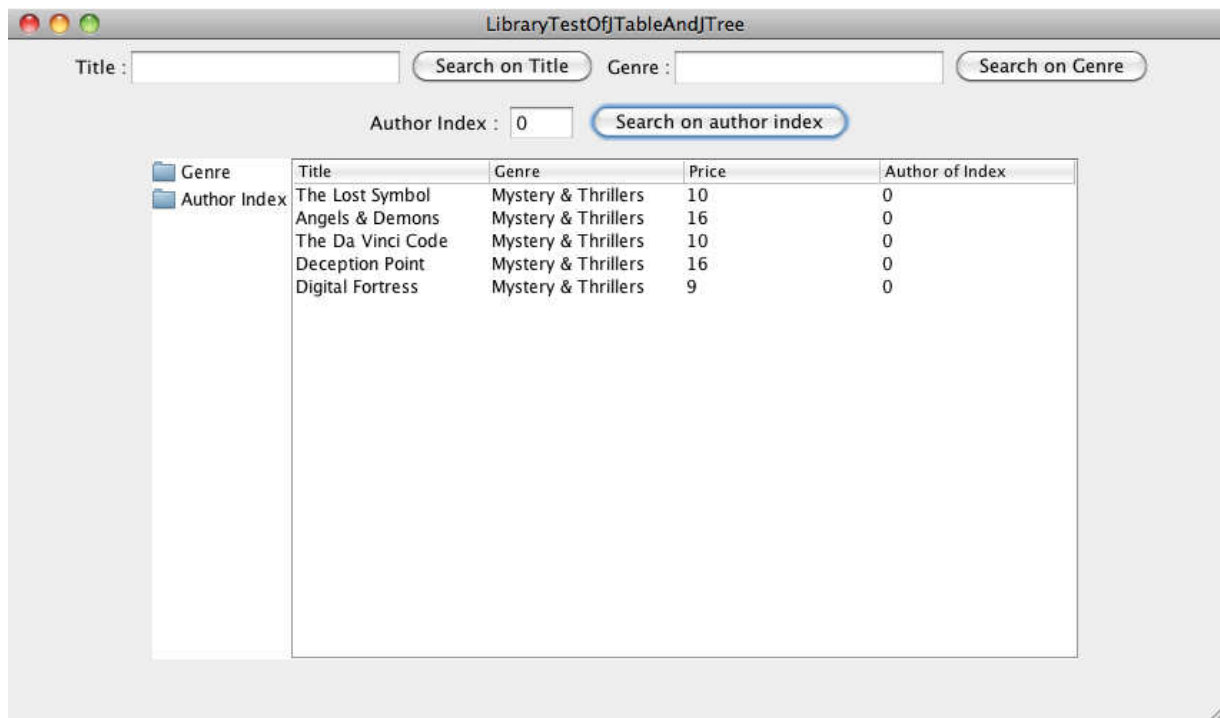 LibraryTestOfJTableAndJTree
Title : Search on Title Genre : Search on Genre
Author Index : 0 Search on author index
Genre
Author Index
Title Genre Price Author of Index
The Lost Symbol Mystery & Thrillers 10 0
Angels & Demons Mystery & Thrillers 16 0
The Da Vinci Code Mystery & Thrillers 10 0
Deception Point Mystery & Thrillers 16 0
Digital Fortress Mystery & Thrillers 9 0